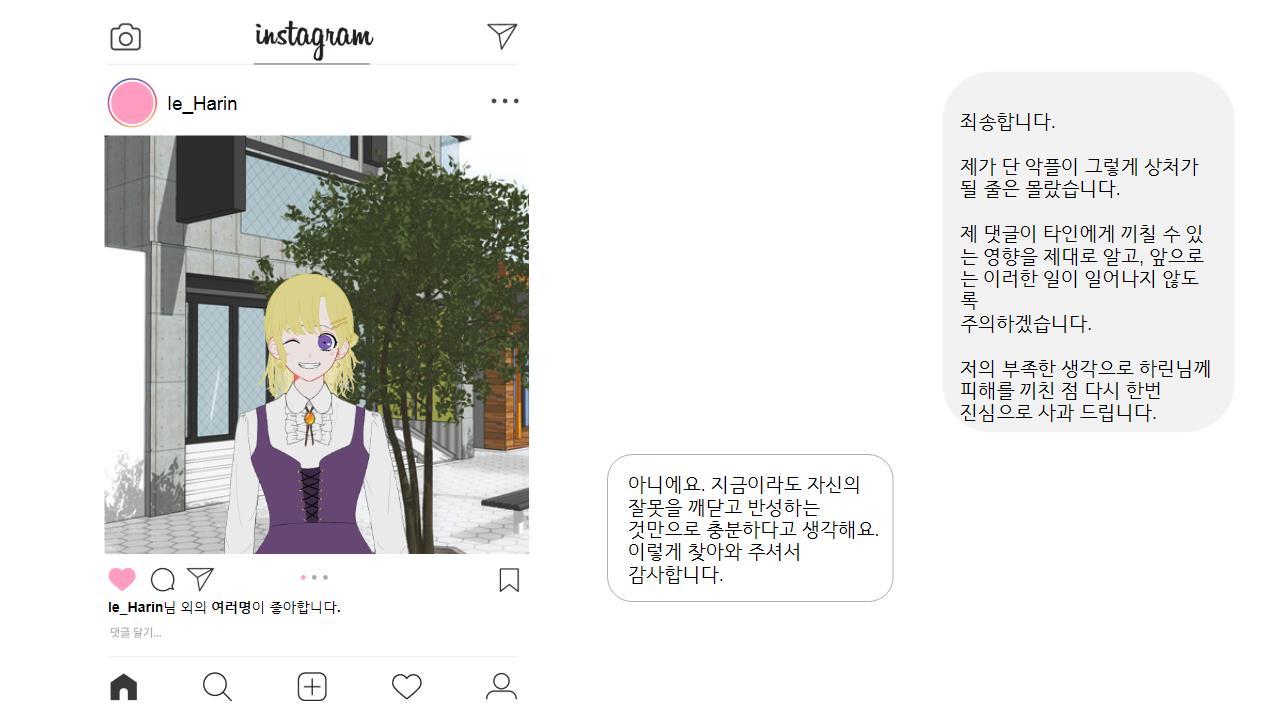 instagram
le_Harin
le_Harin님 외의 여러명이 좋아합니다.
댓글 달기...
죄송합니다.
제가 단 악플이 그렇게 상처가
될 줄은 몰랐습니다.
제 댓글이 타인에게 끼칠 수 있
는 영향을 제대로 알고, 앞으로
는 이러한 일이 일어나지 않도
록
주의하겠습니다.
저의 부족한 생각으로 하린님께
피해를 끼친 점 다시 한번
진심으로 사과 드립니다.
아니에요. 지금이라도 자신의
잘못을 깨닫고 반성하는
것만으로 충분하다고 생각해요.
이렇게 찾아와 주셔서
감사합니다.